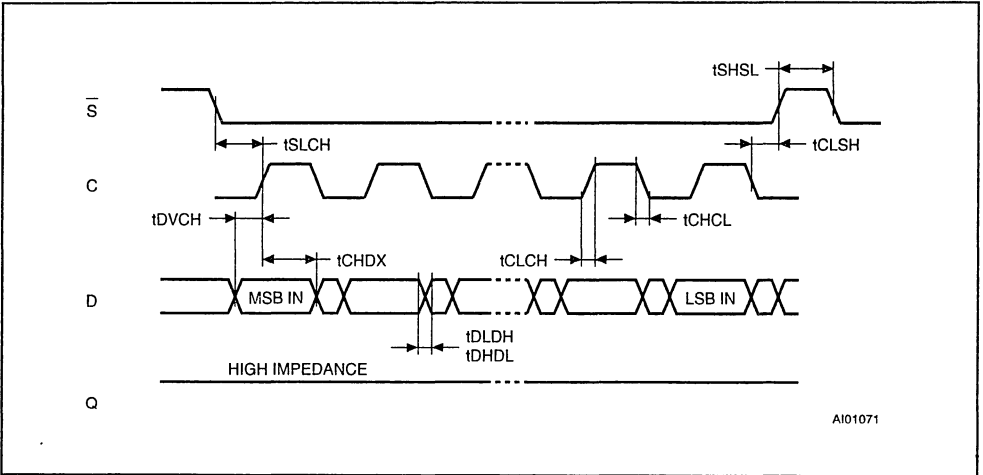 tSHSL
S̅
tSLCH
tCLSH
C
tDVCH
tCHCL
tCHDX
tCLCH
D
MSB IN
LSB IN
tDLDH
tDHDL
HIGH IMPEDANCE
Q
AI01071